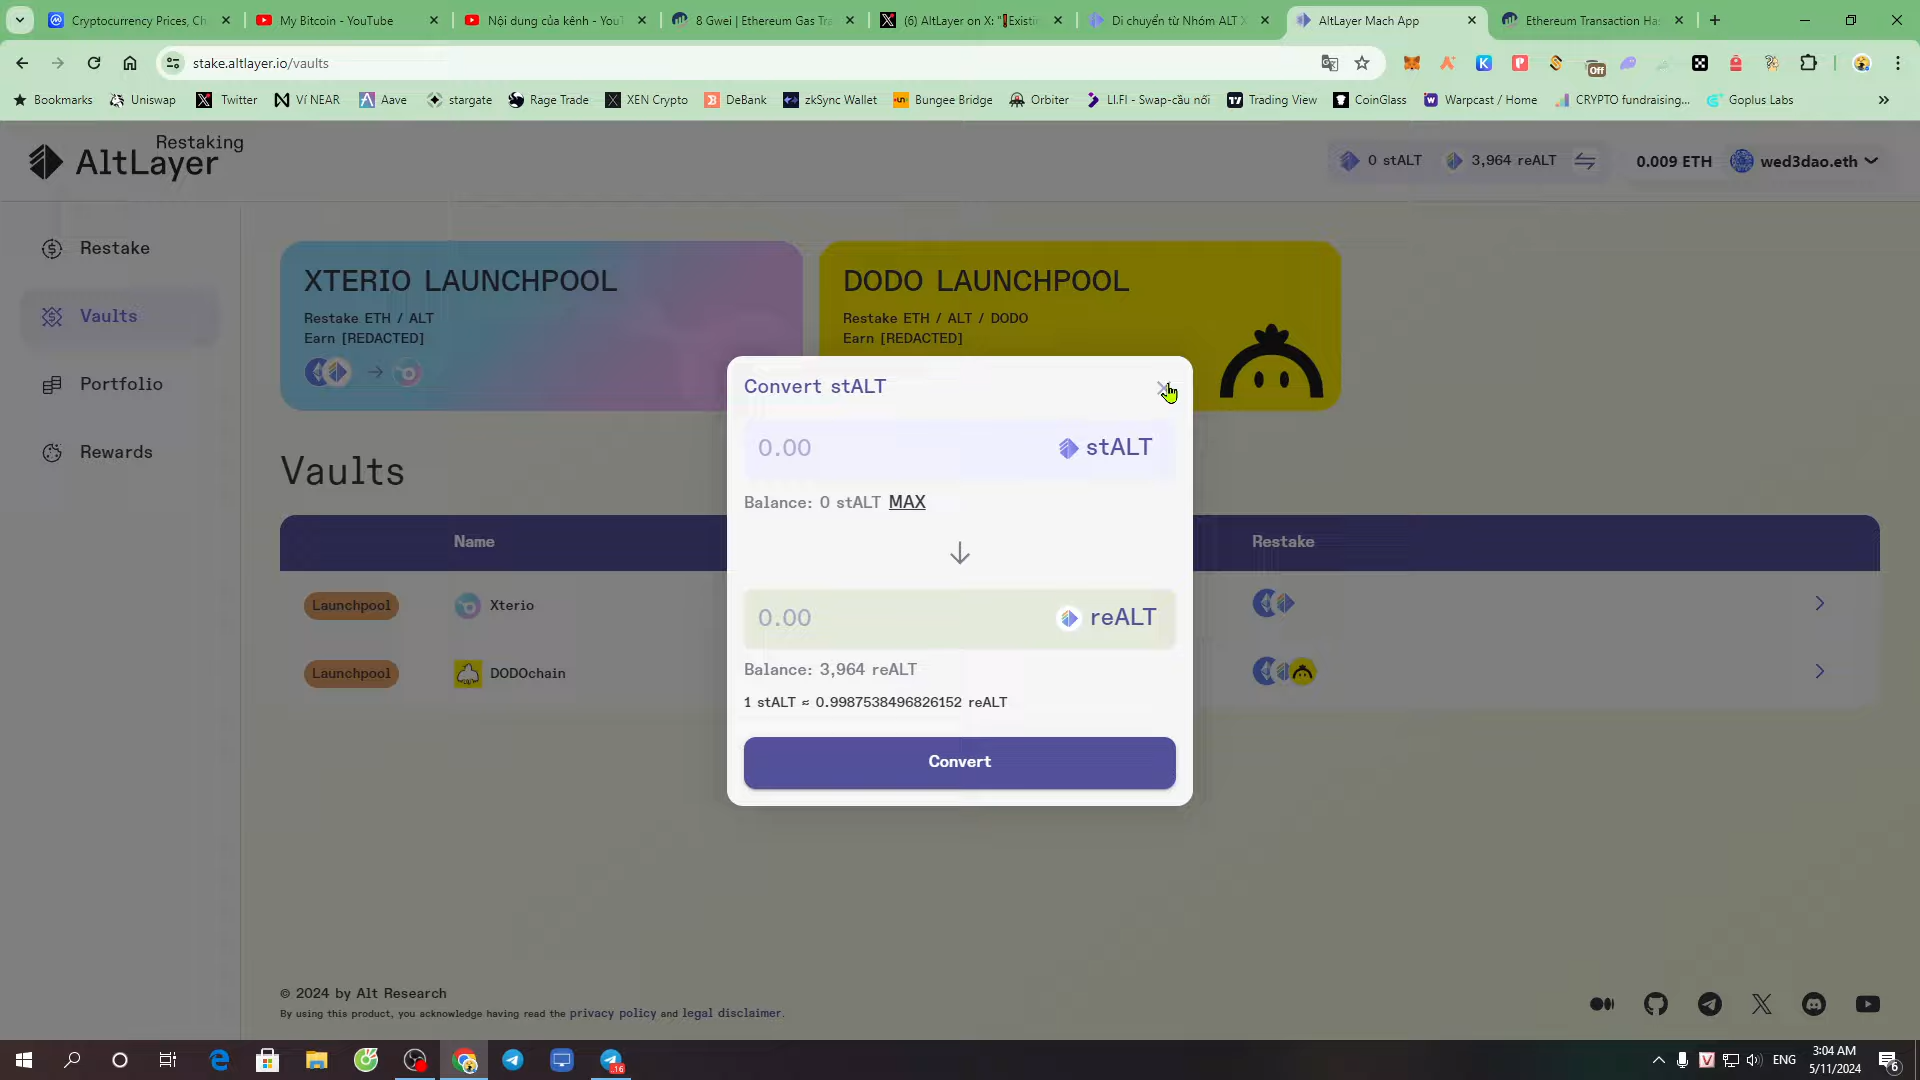 Cryptocurrency Prices, Ch
My Bitcoin - YouTube
Nội dung của kênh - YouT
8 Gwei | Ethereum Gas Tra
(6) AltLayer on X: "❗Existi
Di chuyển từ Nhóm ALT X
AltLayer Mach App
Ethereum Transaction Ha
stake.altlayer.io/vaults
Off
Bookmarks
Uniswap
Twitter
Ví NEAR
Aave
stargate
Rage Trade
XEN Crypto
DeBank
zkSync Wallet
Bungee Bridge
Orbiter
LI.FI - Swap-cầu nối
Trading View
CoinGlass
Warpcast / Home
CRYPTO fundraising...
Goplus Labs
Restaking
AltLayer
0 stALT
3,964 reALT
0.009 ETH
wed3dao.eth
Restake
Vaults
Portfolio
Rewards
XTERIO LAUNCHPOOL
Restake ETH / ALT
Earn [REDACTED]
DODO LAUNCHPOOL
Restake ETH / ALT / DODO
Earn [REDACTED]
Vaults
Name
Restake
Launchpool
Xterio
Launchpool
DODOchain
Convert stALT
0.00
stALT
Balance: 0 stALT MAX
0.00
reALT
Balance: 3,964 reALT
1 stALT ≈ 0.9987538496826152 reALT
Convert
© 2024 by Alt Research
By using this product, you acknowledge having read the privacy policy and legal disclaimer.
16
ENG
3:04 AM
5/11/2024
6